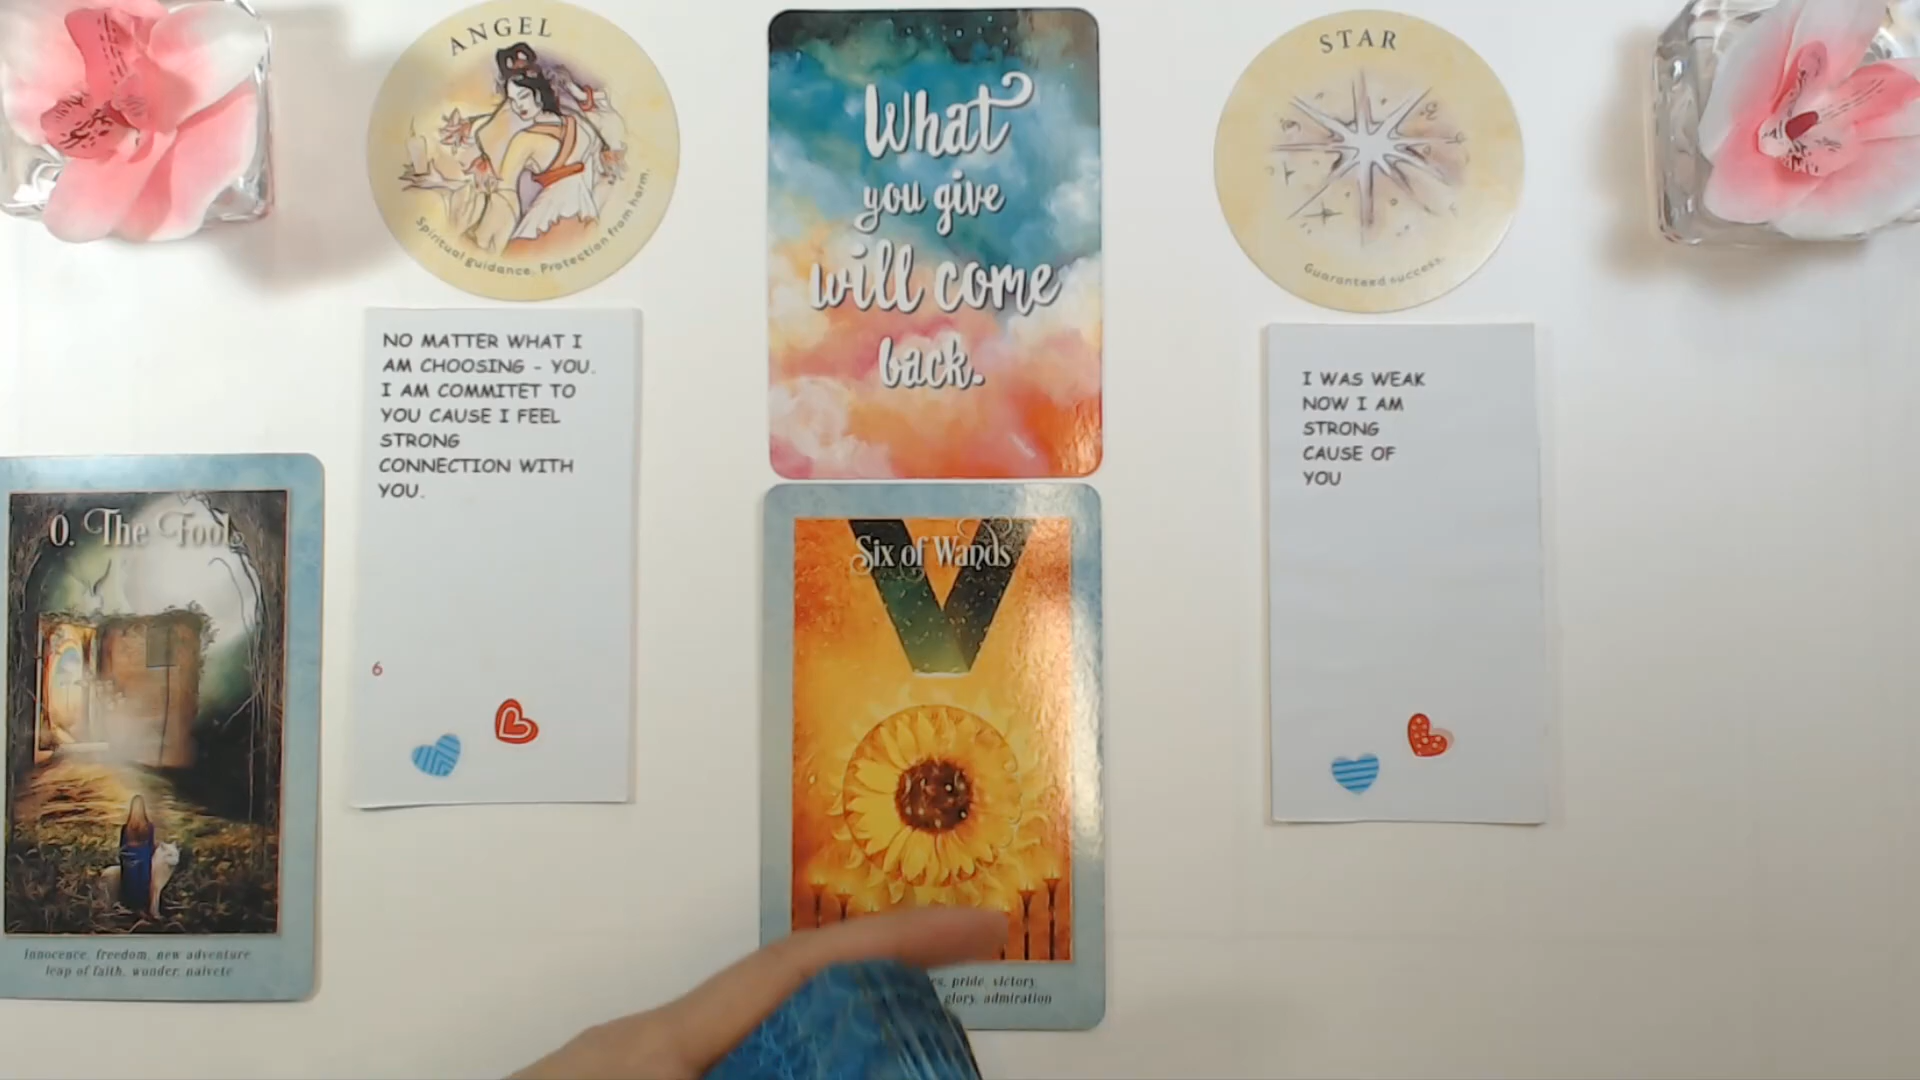 ANGEL
Spiritual guidance. Protection from harm.
What
you give
will come
back.
STAR
Guaranteed success.
NO MATTER WHAT I
AM CHOOSING - YOU.
I AM COMMITET TO
YOU CAUSE I FEEL
STRONG
CONNECTION WITH
YOU.
6
I WAS WEAK
NOW I AM
STRONG
CAUSE OF
YOU
0. The Fool
innocence, freedom, new adventure
leap of faith, wonder, naivete
Six of Wands
pride, victory,
glory, admiration